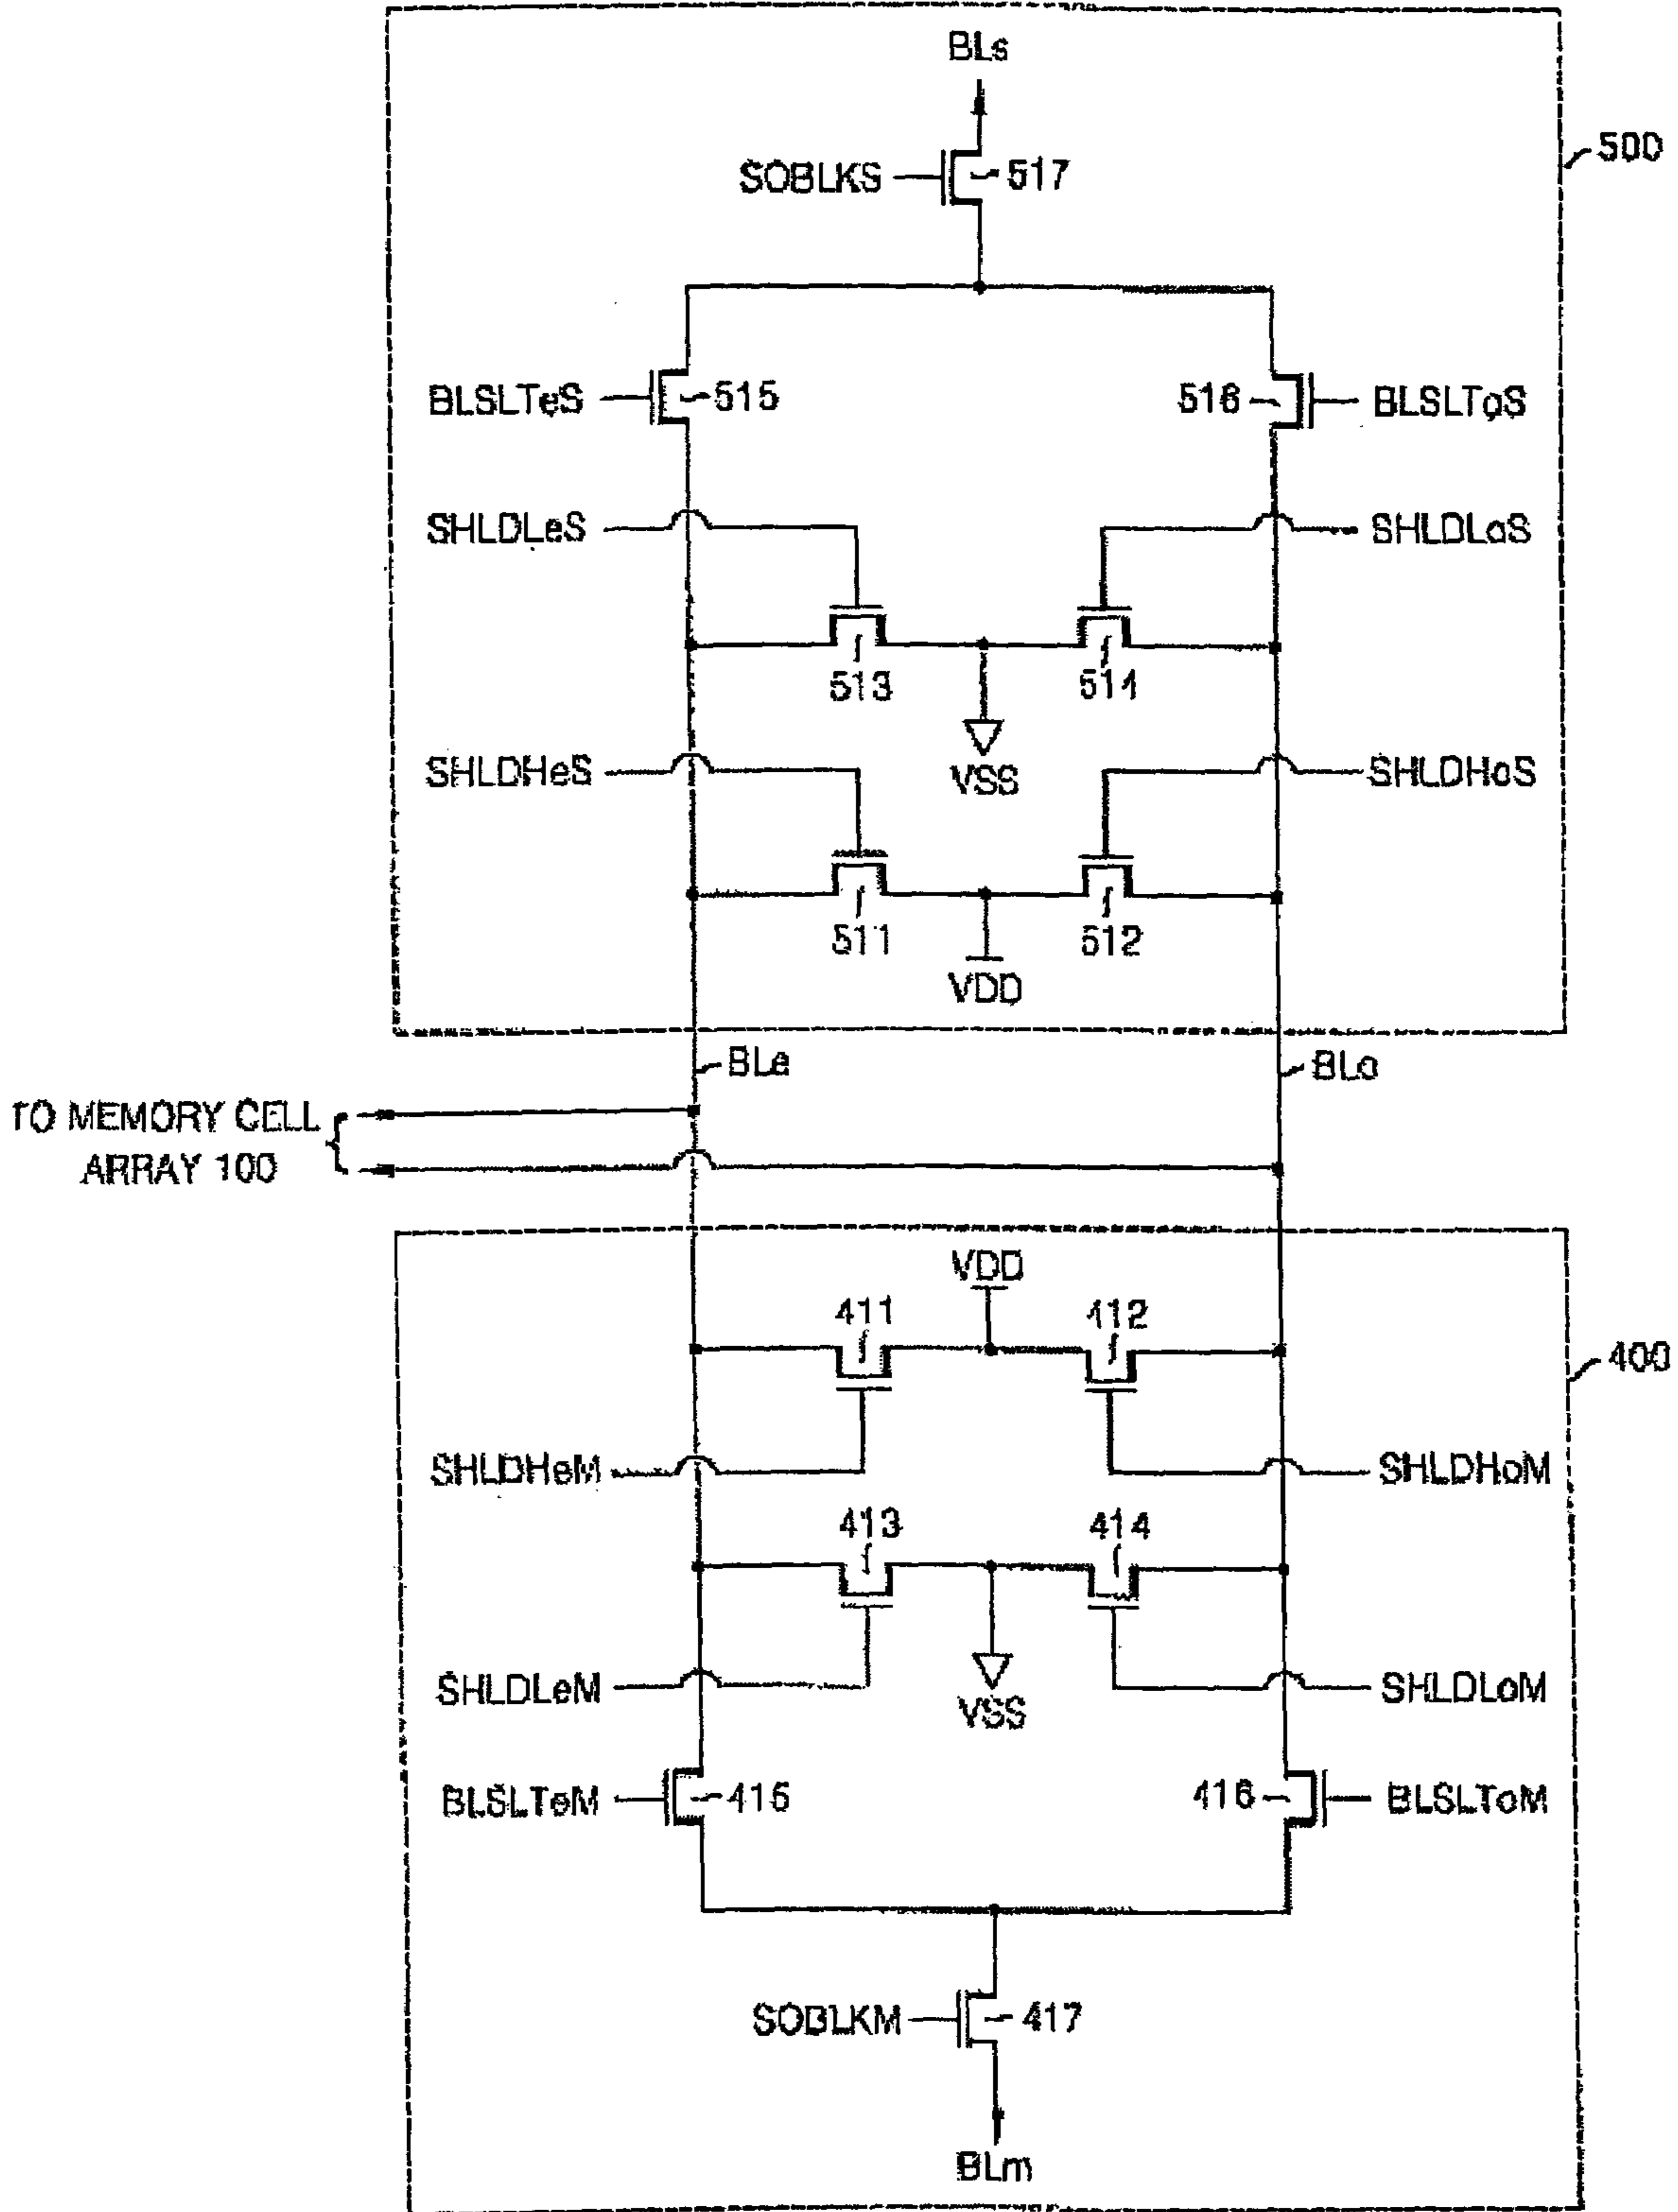 BLs
500
SOBLKS 517
BLSLTeS 515 516 BLSLToS
SHLDLeS SHLDLoS
513 514
VSS
SHLDHeS SHLDHoS
511 512
VDD
BLe BLo
TO MEMORY CELL
ARRAY 100
VDD
411 412
400
SHLDHeM SHLDHoM
413 414
SHLDLeM SHLDLoM
VSS
BLSLTeM 415 416 BLSLToM
SOBLKM 417
BLm